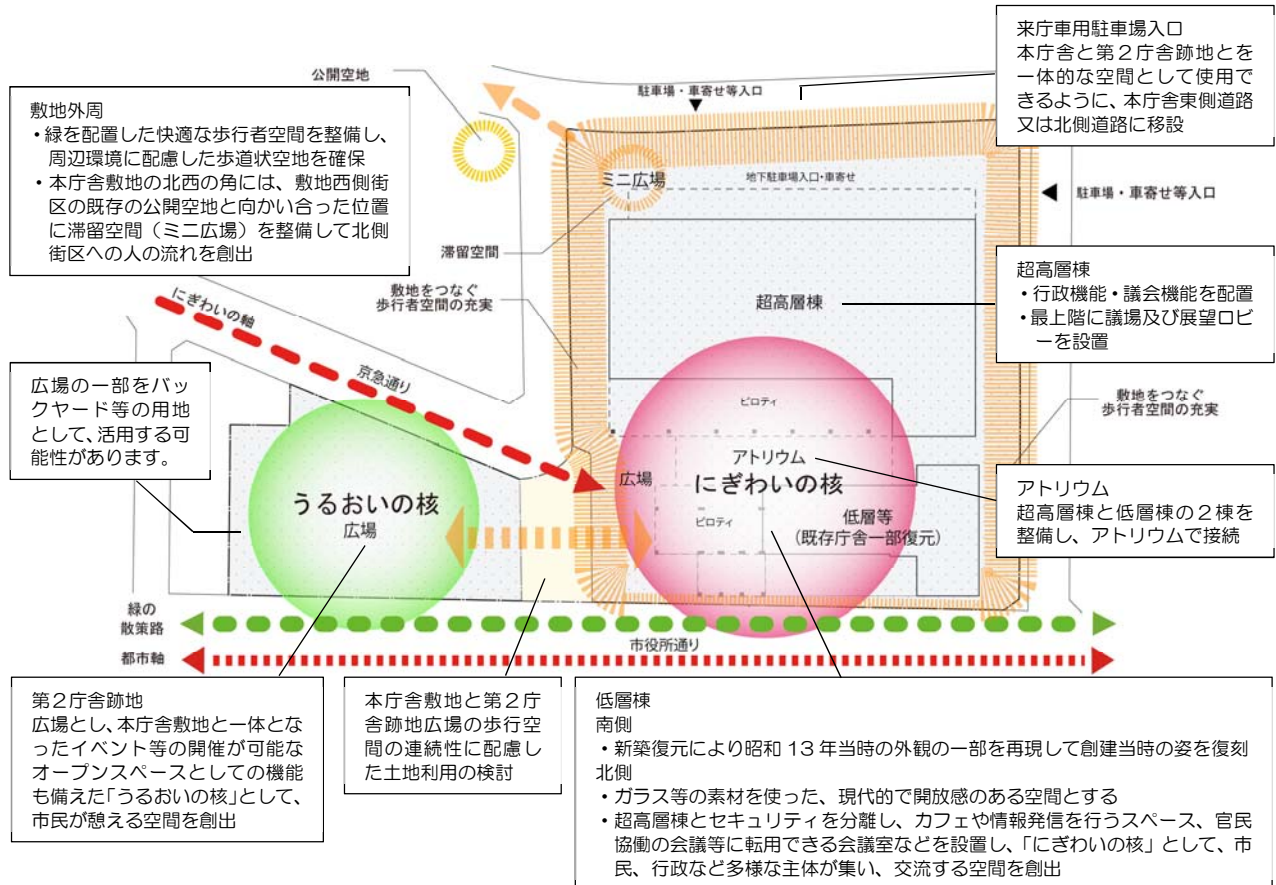 来庁車用駐車場入口
本庁舎と第２庁舎跡地とを
一体的な空間として使用で
きるように、本庁舎東側道路
又は北側道路に移設
公開空地
駐車場・車寄せ等入口
敷地外周
・緑を配置した快適な歩行者空間を整備し、
周辺環境に配慮した歩道状空地を確保
・本庁舎敷地の北西の角には、敷地西側街
区の既存の公開空地と向かい合った位置
に滞留空間（ミニ広場）を整備して北側
街区への人の流れを創出
ミニ広場
地下駐車場入口・車寄せ
駐車場・車寄せ等入口
滞留空間
敷地をつなぐ
歩行者空間の充実
超高層棟
超高層棟
・行政機能・議会機能を配置
・最上階に議場及び展望ロビ
ーを設置
にぎわいの軸
京急通り
広場の一部をバッ
クヤード等の用地
として、活用する可
能性があります。
敷地をつなぐ
歩行者空間の充実
ピロティ
アトリウム
広場
にぎわいの核
ピロティ
低層等
（既存庁舎一部復元）
うるおいの核
広場
アトリウム
超高層棟と低層棟の２棟を
整備し、アトリウムで接続
緑の
散策路
市役所通り
都市軸
第２庁舎跡地
広場とし、本庁舎敷地と一体とな
ったイベント等の開催が可能な
オープンスペースとしての機能
も備えた「うるおいの核」として、
市民が憩える空間を創出
本庁舎敷地と第２庁
舎跡地広場の歩行空
間の連続性に配慮し
た土地利用の検討
低層棟
南側
・新築復元により昭和 13 年当時の外観の一部を再現して創建当時の姿を復刻
北側
・ガラス等の素材を使った、現代的で開放感のある空間とする
・超高層棟とセキュリティを分離し、カフェや情報発信を行うスペース、官民
協働の会議等に転用できる会議室などを設置し、「にぎわいの核」として、市
民、行政など多様な主体が集い、交流する空間を創出